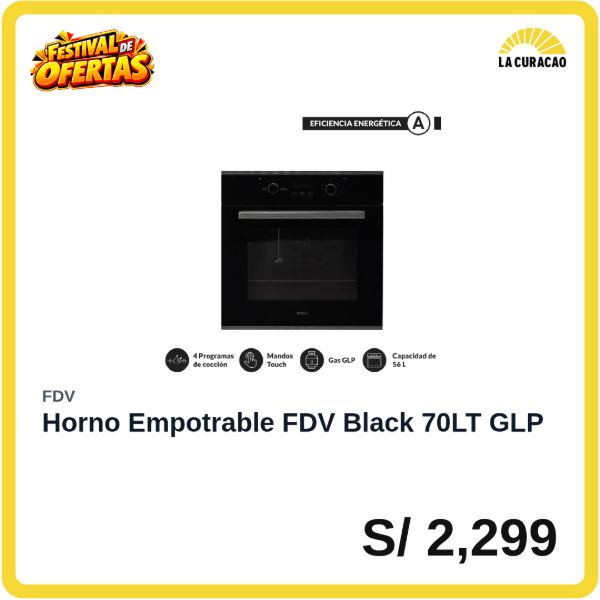 FESTIVAL DE
OFERTAS
LA CURACAO
EFICIENCIA ENERGÉTICA A
4 Programas
de cocción
Mandos
Touch
Gas GLP
Capacidad de
56 L
FDV
Horno Empotrable FDV Black 70LT GLP
S/ 2,299